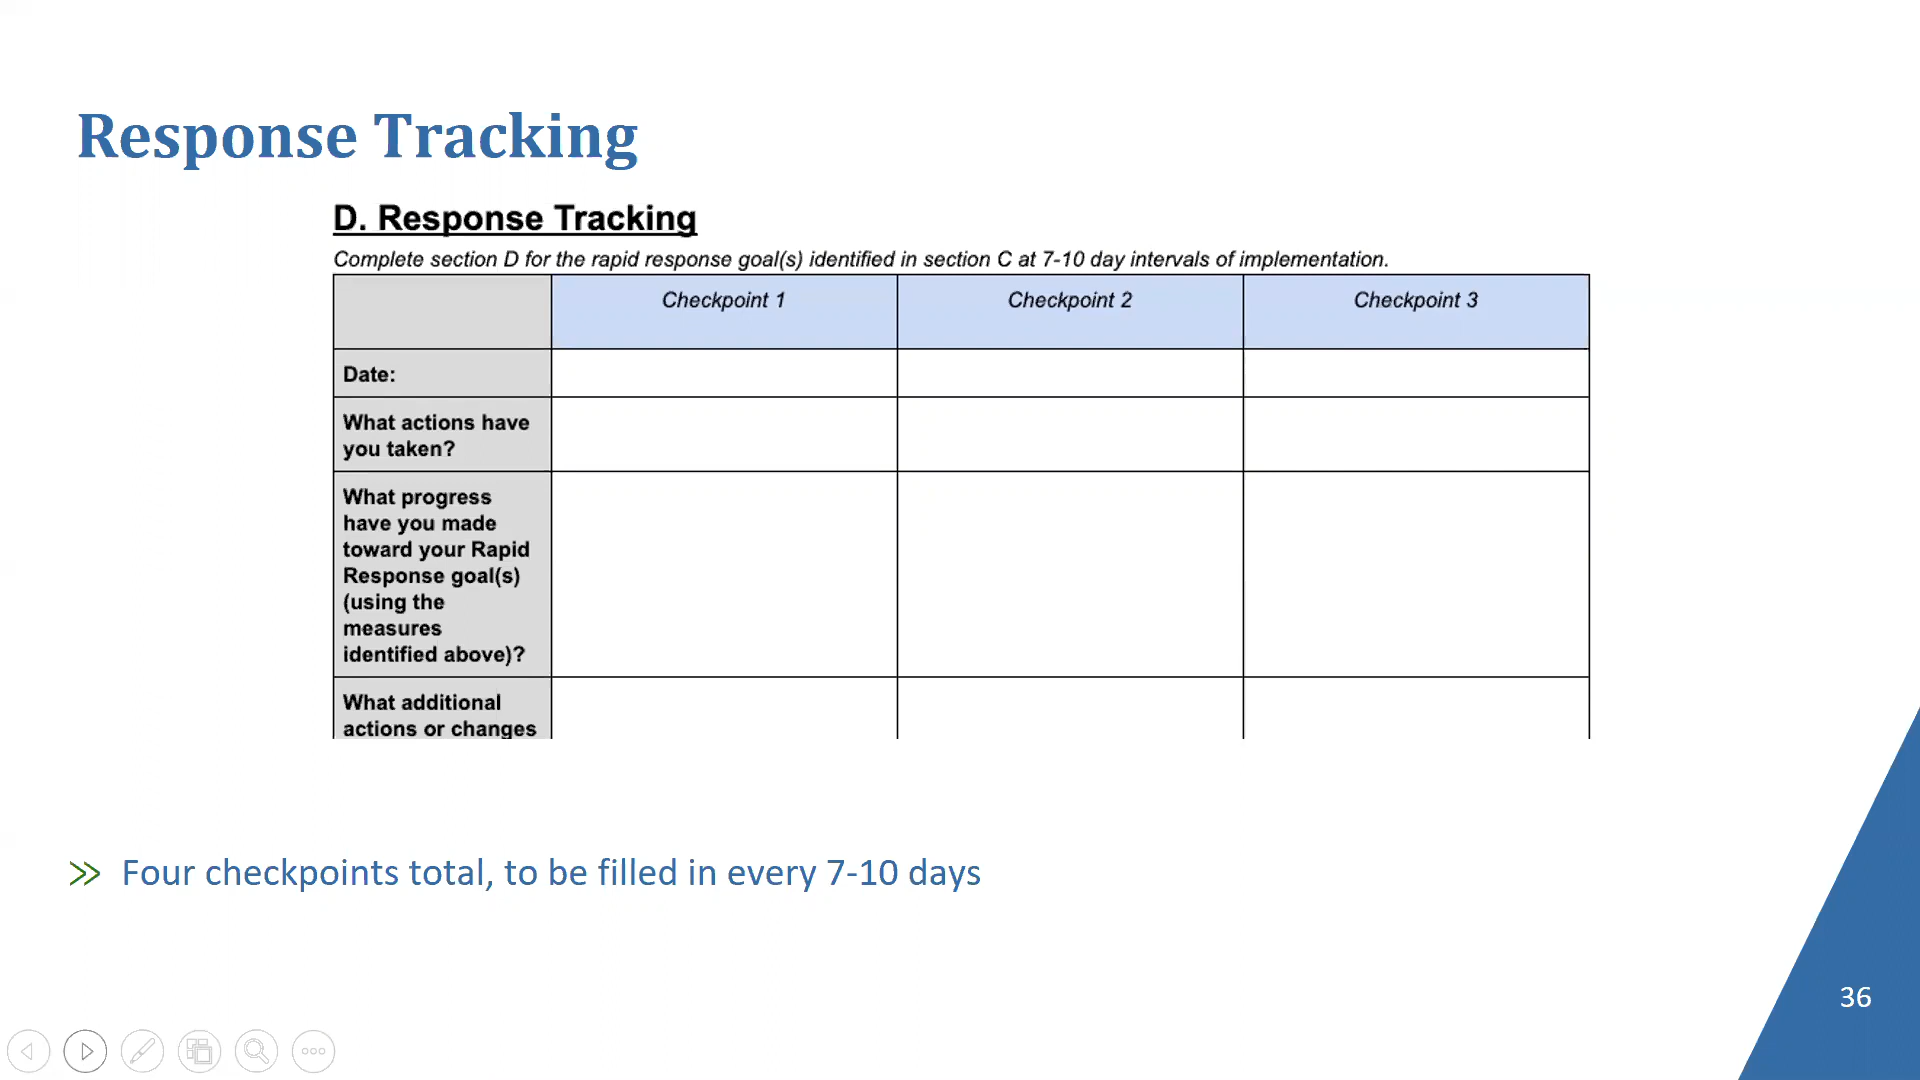 Response Tracking
D. Response Tracking
Complete section D for the rapid response goal(s) identified in section C at 7-10 day intervals of implementation.
Checkpoint 1
Checkpoint 2
Checkpoint 3
Date:
What actions have
you taken?
What progress
have you made
toward your Rapid
Response goal(s)
(using the
measures
identified above)?
What additional
actions or changes
>> Four checkpoints total, to be filled in every 7-10 days
36